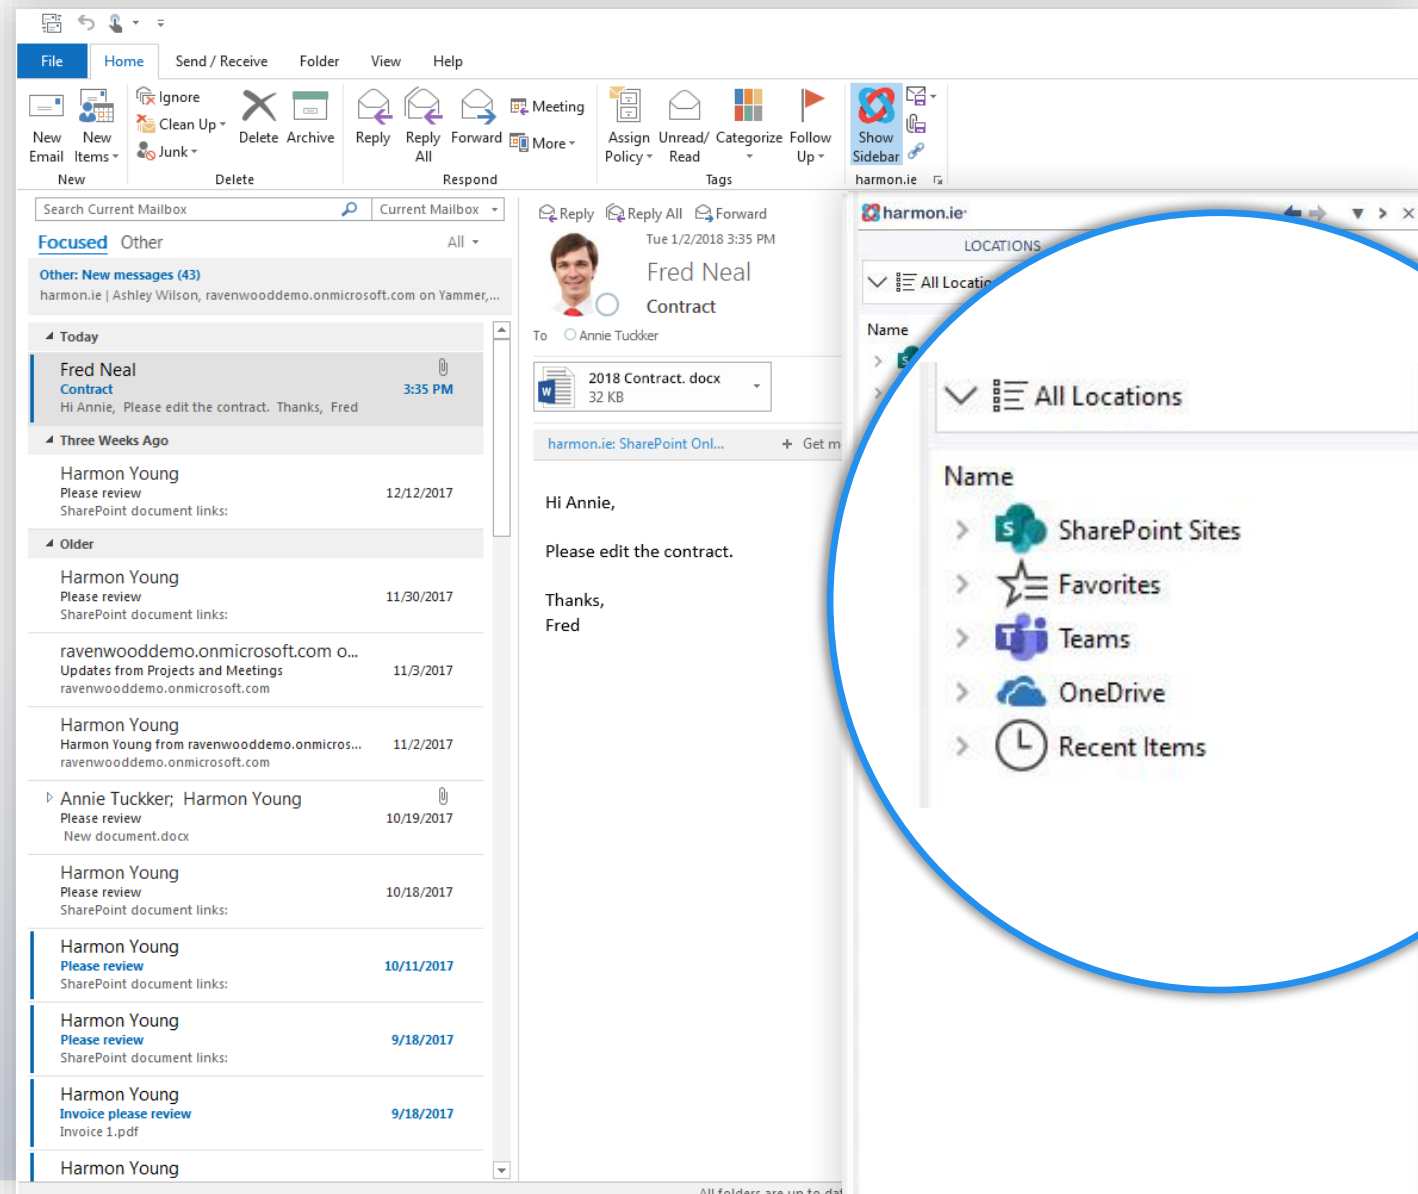 File Home Send / Receive Folder View Help
New Email
New Items
Ignore
Clean Up
Junk
Delete Archive
Reply Reply All Forward
Meeting
More
Assign Policy
Unread/ Read
Categorize
Follow Up
Show Sidebar
New Delete Respond Tags harmon.ie
Search Current Mailbox Current Mailbox
Focused Other All
Other: New messages (43)
harmon.ie | Ashley Wilson, ravenwooddemo.onmicrosoft.com on Yammer,...
Today
Fred Neal
Contract 3:35 PM
Hi Annie, Please edit the contract. Thanks, Fred
Three Weeks Ago
Harmon Young
Please review 12/12/2017
SharePoint document links:
Older
Harmon Young
Please review 11/30/2017
SharePoint document links:
ravenwooddemo.onmicrosoft.com o...
Updates from Projects and Meetings 11/3/2017
ravenwooddemo.onmicrosoft.com
Harmon Young
Harmon Young from ravenwooddemo.onmicros... 11/2/2017
ravenwooddemo.onmicrosoft.com
Annie Tuckker; Harmon Young
Please review 10/19/2017
New document.docx
Harmon Young
Please review 10/18/2017
SharePoint document links:
Harmon Young
Please review 10/11/2017
SharePoint document links:
Harmon Young
Please review 9/18/2017
SharePoint document links:
Harmon Young
Invoice please review 9/18/2017
Invoice 1.pdf
Harmon Young
Reply Reply All Forward
Tue 1/2/2018 3:35 PM
Fred Neal
Contract
To Annie Tuckker
W
2018 Contract. docx
32 KB
harmon.ie: SharePoint Onl... + Get m
Hi Annie,
Please edit the contract.
Thanks,
Fred
harmon.ie
LOCATIONS
All Locatio
Name
S
All Locations
Name
S SharePoint Sites
Favorites
T Teams
OneDrive
Recent Items